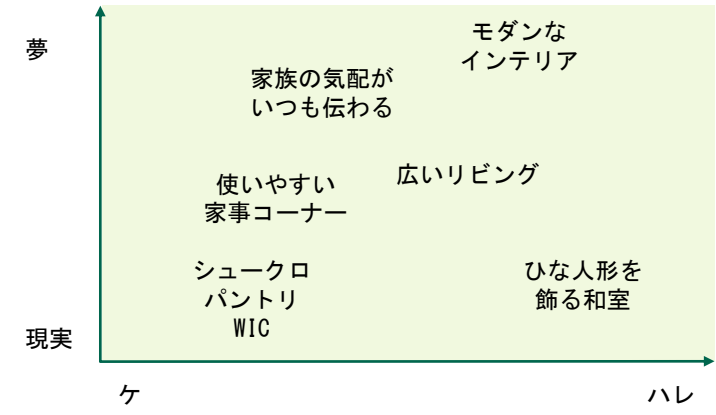 夢
モダンな
インテリア
家族の気配が
いつも伝わる
広いリビング
使いやすい
家事コーナー
シュークロ
パントリ
WIC
ひな人形を
飾る和室
現実
ケ
ハレ